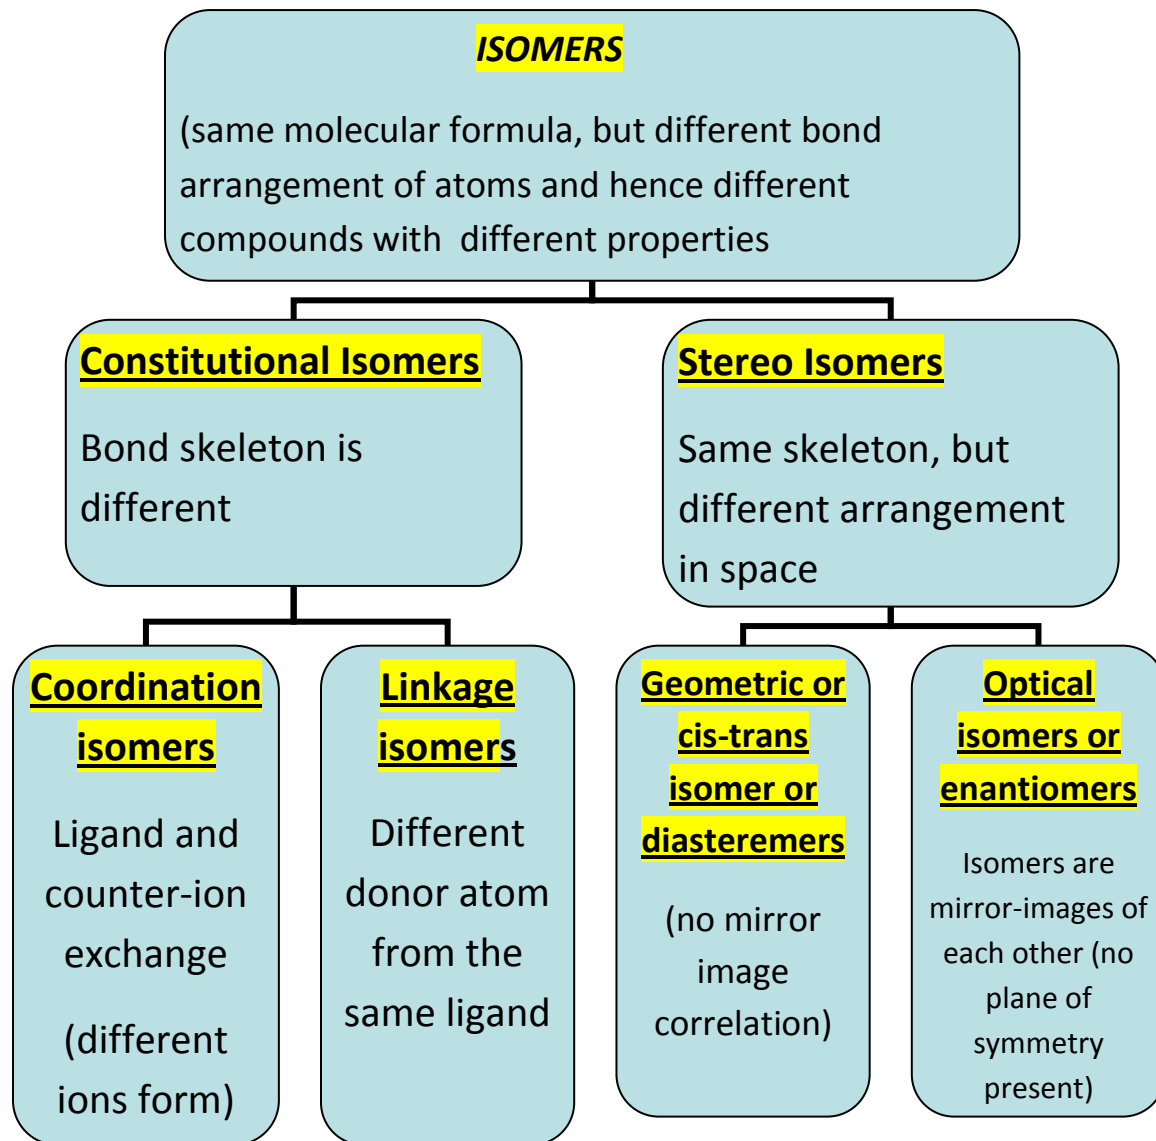 ISOMERS
(same molecular formula, but different bond
arrangement of atoms and hence different
compounds with  different properties
Constitutional Isomers
Bond skeleton is
different
Stereo Isomers
Same skeleton, but
different arrangement
in space
Coordination
isomers
Ligand and
counter-ion
exchange
(different
ions form)
Linkage
isomers
Different
donor atom
from the
same ligand
Geometric or
cis-trans
isomer or
diasteremers
(no mirror
image
correlation)
Optical
isomers or
enantiomers
Isomers are
mirror-images of
each other (no
plane of
symmetry
present)